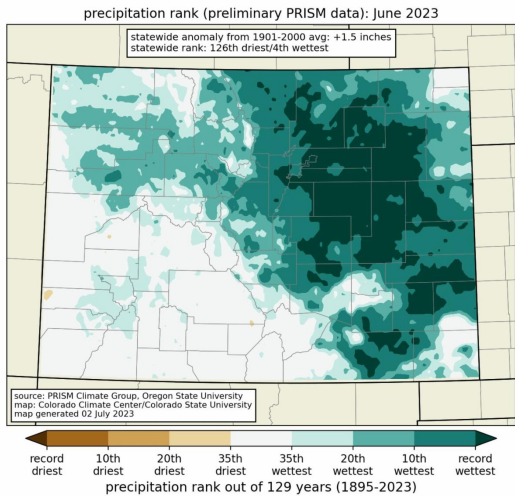 precipitation rank (preliminary PRISM data): June 2023
statewide anomaly from 1901-2000 avg: +1.5 inches
statewide rank: 126th driest/4th wettest
source: PRISM Climate Group, Oregon State University
map: Colorado Climate Center/Colorado State University
map generated 02 July 2023
record 10th 20th 35th 35th 20th 10th record
driest driest driest driest wettest wettest wettest wettest
precipitation rank out of 129 years (1895-2023)